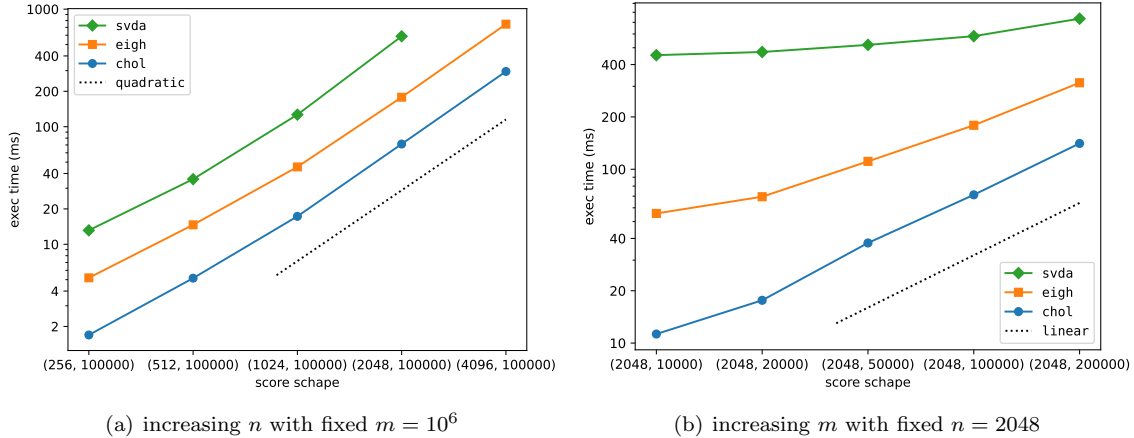 1000
400
200
100
40
20
10
4
2
exec time (ms)
svda
eigh
chol
quadratic
(256, 100000)
(512, 100000)
(1024, 100000)
(2048, 100000)
(4096, 100000)
score schape
(a) increasing n with fixed m = 10⁶
400
200
100
40
20
10
exec time (ms)
svda
eigh
chol
linear
(2048, 10000)
(2048, 20000)
(2048, 50000)
(2048, 100000)
(2048, 200000)
score schape
(b) increasing m with fixed n = 2048